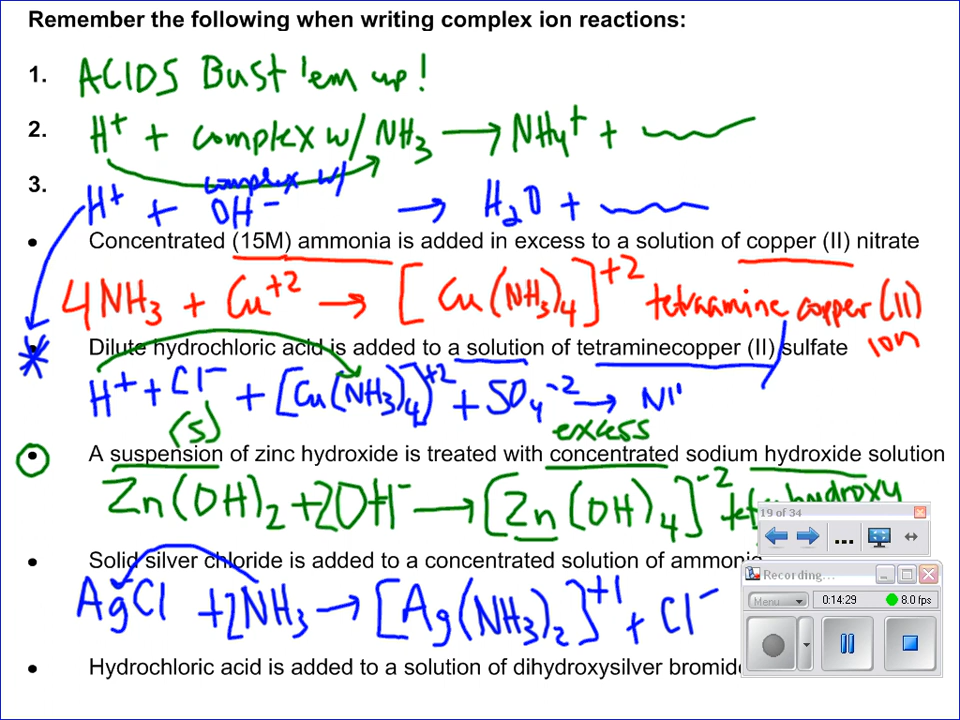 Remember the following when writing complex ion reactions:
1. ACIDS Bust 'em up!
2. H+ + complex w/ NH3 → NH4+ +
3. H+ + complex w/ OH- → H2O +
• Concentrated (15M) ammonia is added in excess to a solution of copper (II) nitrate
4NH3 + Cu+2 → [Cu(NH3)4]+2 tetraamine copper (II) ion
• Dilute hydrochloric acid is added to a solution of tetraminecopper (II) sulfate
H+ + Cl- + [Cu(NH3)4]+2 + SO4-2 →
(s) excess
• A suspension of zinc hydroxide is treated with concentrated sodium hydroxide solution
Zn(OH)2 + 2OH- → [Zn(OH)4]-2 hydroxy
19 of 34
• Solid silver chloride is added to a concentrated solution of ammonia
Recording...
AgCl + 2NH3 → [Ag(NH3)2]+1 + Cl-
Menu 0:14:29 8.0 fps
• Hydrochloric acid is added to a solution of dihydroxysilver bromide